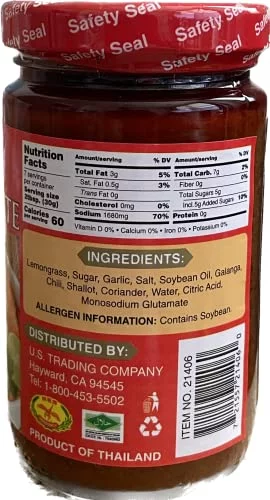 Safety Seal
Nutrition Facts
7 servings per container
Serving size
2tbsp. (30g)
Calories per serving 60
Amount/serving % DV
Total Fat 3g 5%
Sat. Fat 0.5g 3%
Trans Fat 0g
Cholesterol 0mg 0%
Sodium 1680mg 70%
Amount/serving % DV
Total Carb. 7g 2%
Fiber 0g 0%
Total Sugars 5g
Incl. 5g Added Sugars 10%
Protein 0g
Vitamin D 0% • Calcium 0% • Iron 0% • Potasium 0%
INGREDIENTS:
Lemongrass, Sugar, Garlic, Salt, Soybean Oil, Galanga,
Chili, Shallot, Coriander, Water, Citric Acid.
Monosodium Glutamate
ALLERGEN INFORMATION: Contains Soybean.
DISTRIBUTED BY:
U.S. TRADING COMPANY
Hayward, CA 94545
Tel: 1-800-453-5502
PRODUCT OF THAILAND
ITEM NO. 21406